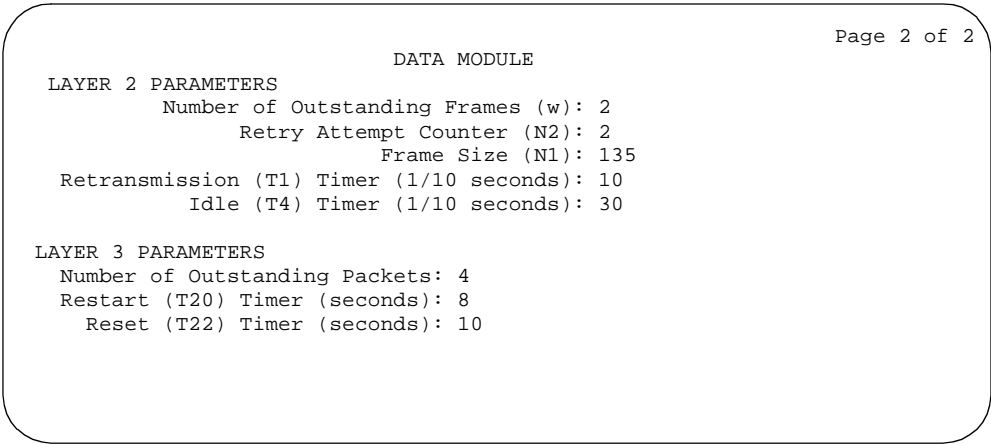 Page 2 of 2
DATA MODULE
LAYER 2 PARAMETERS
Number of Outstanding Frames (w): 2
Retry Attempt Counter (N2): 2
Frame Size (N1): 135
Retransmission (T1) Timer (1/10 seconds): 10
Idle (T4) Timer (1/10 seconds): 30
LAYER 3 PARAMETERS
Number of Outstanding Packets: 4
Restart (T20) Timer (seconds): 8
Reset (T22) Timer (seconds): 10